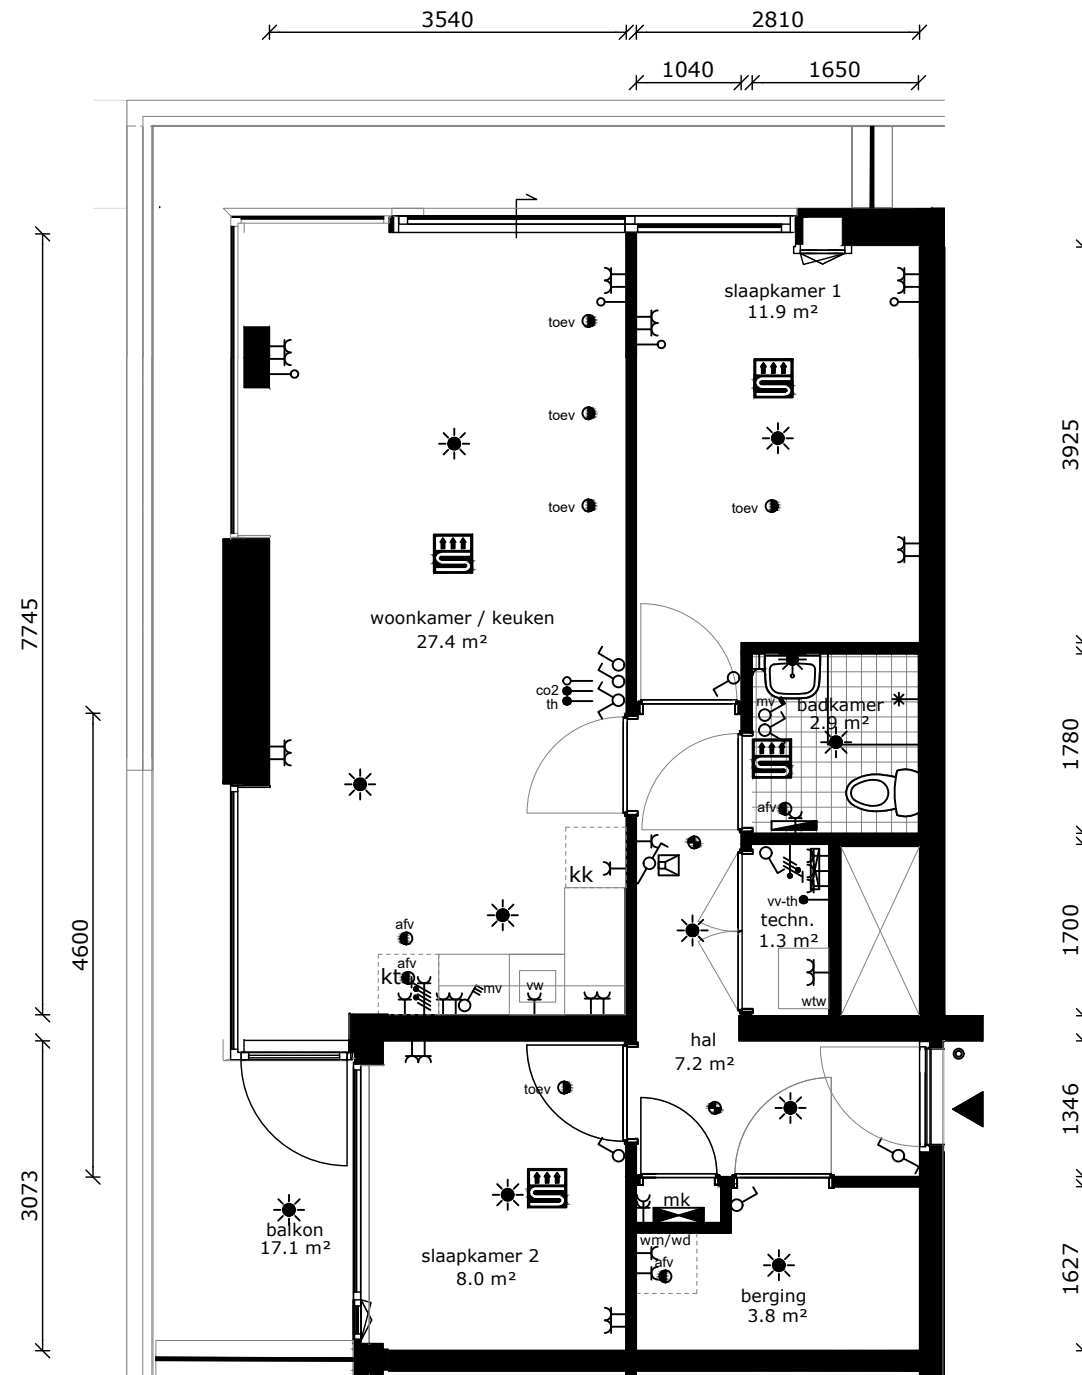 3540
2810
1040
1650
slaapkamer 1
11.9 m²
toev
toev
toev
toev
3925
7745
woonkamer / keuken
27.4 m²
co2
th
mv
badkamer
2.9 m²
1780
afv
kk
vv-th
techn.
1.3 m²
1700
4600
afv
afv
ktn
mv
vw
wtw
hal
7.2 m²
toev
1346
mk
3073
balkon
17.1 m²
slaapkamer 2
8.0 m²
wm/wd
afv
berging
3.8 m²
1627